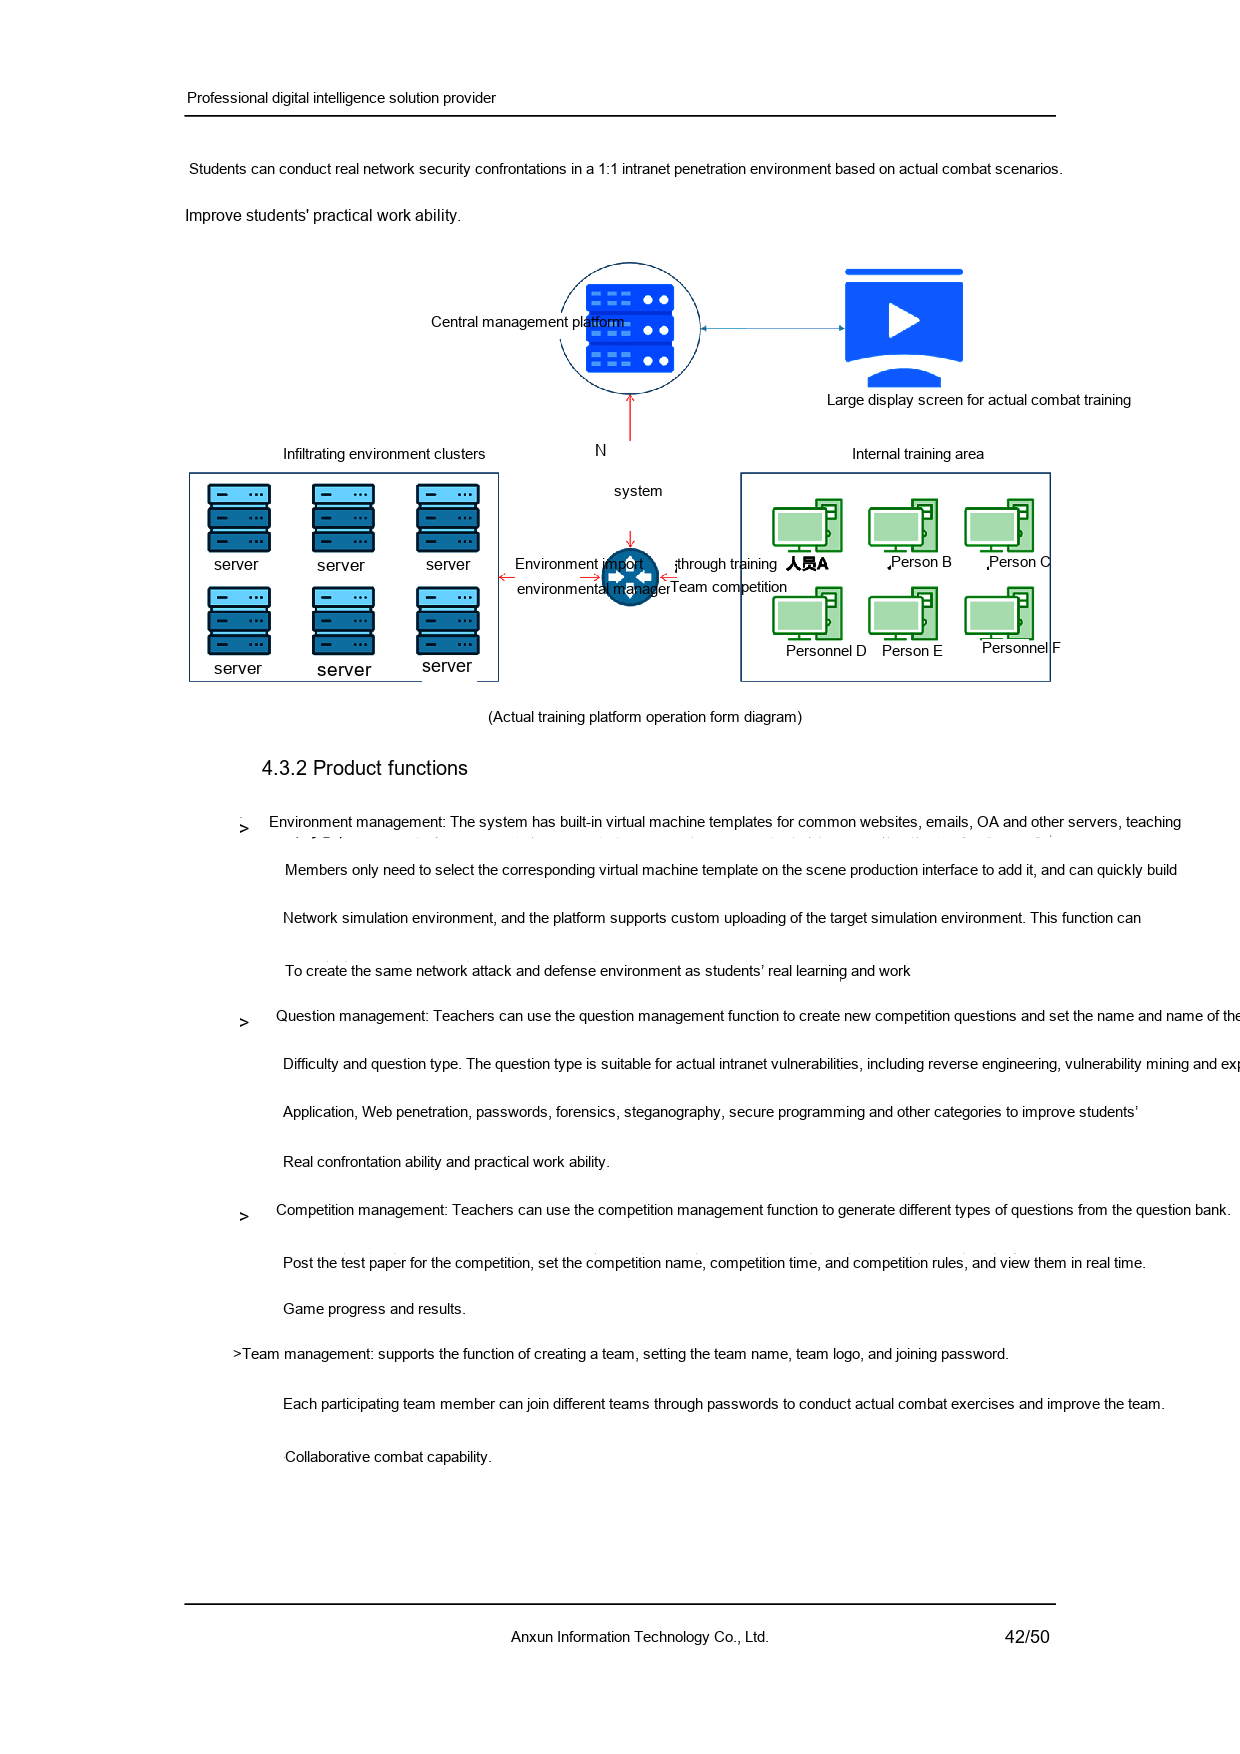 Professional digital intelligence solution provider
Students can conduct real network security confrontations in a 1:1 intranet penetration environment based on actual combat scenarios.
Improve students' practical work ability.
Central management platform
Large display screen for actual combat training
Infiltrating environment clusters
N
Internal training area
system
server
server
server
Environment import
through training
人员A
Person B
Person C
environmental manager
Team competition
server
server
server
Personnel D
Person E
Personnel F
(Actual training platform operation form diagram)
4.3.2 Product functions
> Environment management: The system has built-in virtual machine templates for common websites, emails, OA and other servers, teaching
Members only need to select the corresponding virtual machine template on the scene production interface to add it, and can quickly build
Network simulation environment, and the platform supports custom uploading of the target simulation environment. This function can
To create the same network attack and defense environment as students’ real learning and work
> Question management: Teachers can use the question management function to create new competition questions and set the name and name of the
Difficulty and question type. The question type is suitable for actual intranet vulnerabilities, including reverse engineering, vulnerability mining and exp
Application, Web penetration, passwords, forensics, steganography, secure programming and other categories to improve students’
Real confrontation ability and practical work ability.
> Competition management: Teachers can use the competition management function to generate different types of questions from the question bank.
Post the test paper for the competition, set the competition name, competition time, and competition rules, and view them in real time.
Game progress and results.
>Team management: supports the function of creating a team, setting the team name, team logo, and joining password.
Each participating team member can join different teams through passwords to conduct actual combat exercises and improve the team.
Collaborative combat capability.
Anxun Information Technology Co., Ltd.
42/50